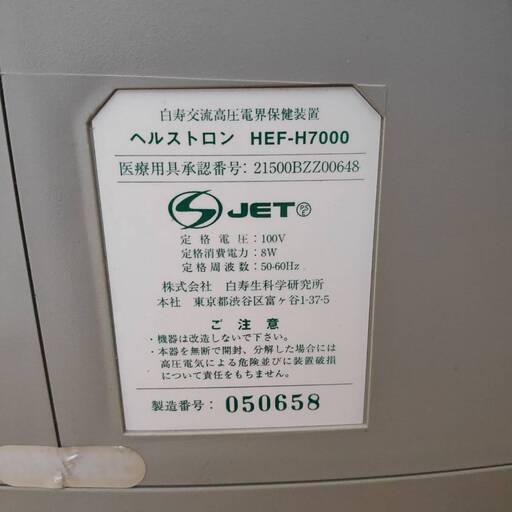 白寿交流高圧電界保健装置
ヘルストロン HEF-H7000
医療用具承認番号: 21500BZZ00648
S JET PSE
定格電圧:100V
定格消費電力:8W
定格周波数:50-60Hz
株式会社 白寿生科学研究所
本社 東京都渋谷区富ヶ谷1-37-5
ご注意
・機器は改造しないで下さい。
・本器を無断で開封、分解した場合には
高圧電気による危険並びに装置破損
について責任をもちません。
製造番号: 050658